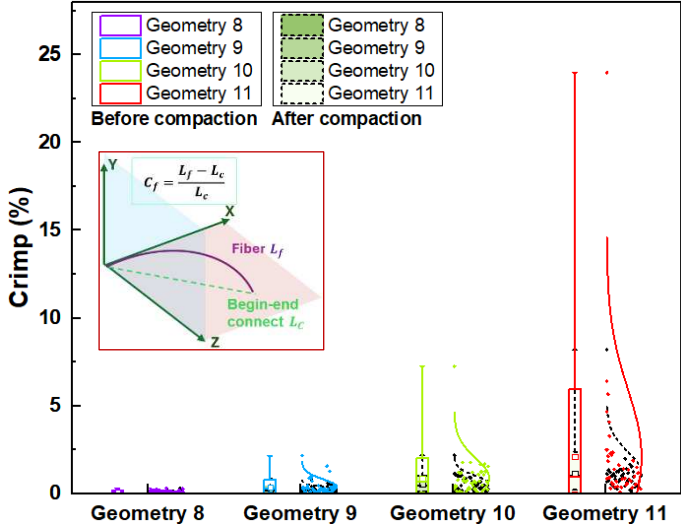 Geometry 8
Geometry 9
Geometry 10
Geometry 11
Before compaction
Geometry 8
Geometry 9
Geometry 10
Geometry 11
After compaction
Crimp (%)
25
20
15
10
5
0
Y
C_f = \frac{L_f - L_c}{L_c}
X
Fiber L_f
Begin-end
connect L_C
Z
Geometry 8 Geometry 9 Geometry 10 Geometry 11